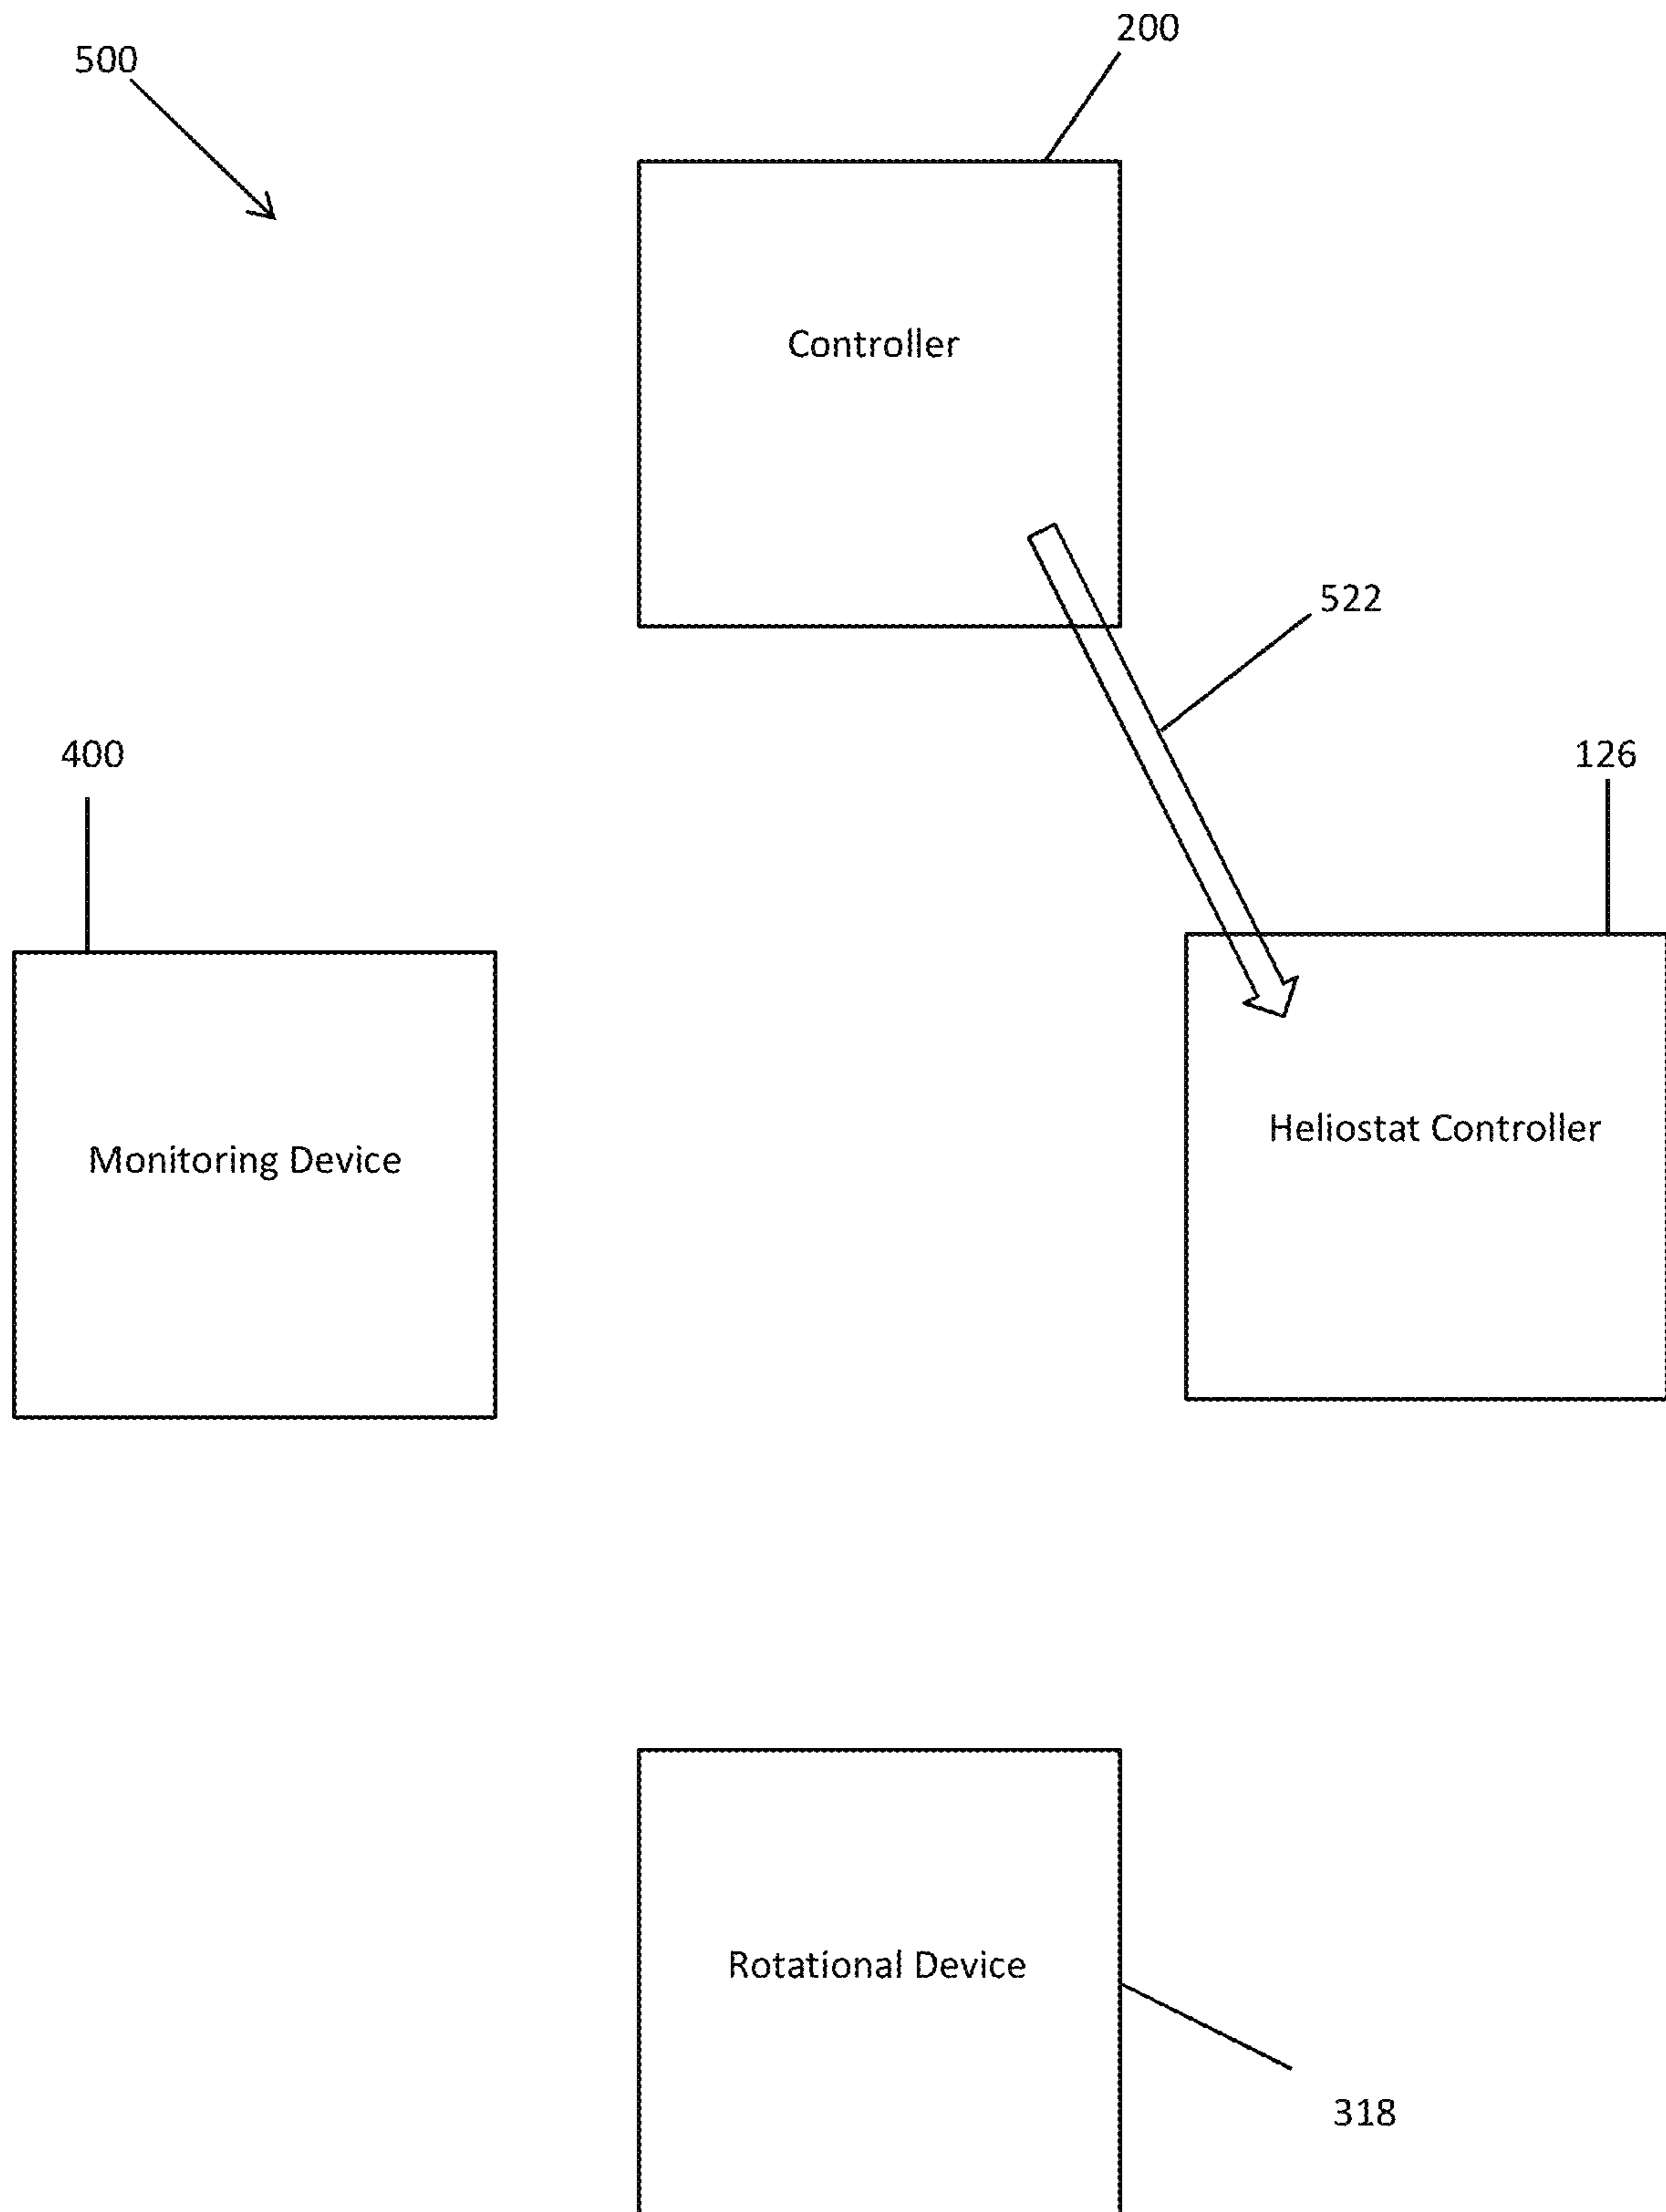 200
500
Controller
522
400
126
Heliostat Controller
Monitoring Device
Rotational Device
318